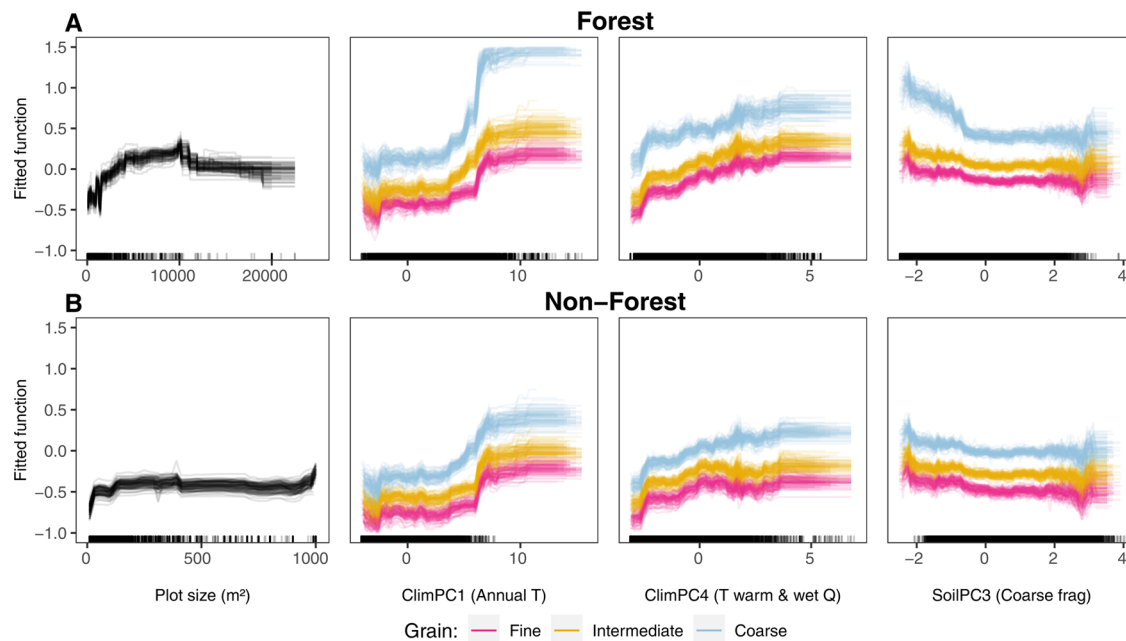 A
Forest
Fitted function
1.5
1.0
0.5
0.0
−0.5
−1.0
0 10000 20000
0 10
0 5
−2 0 2 4
B
Non−Forest
Fitted function
1.5
1.0
0.5
0.0
−0.5
−1.0
0 500 1000
0 10
0 5
−2 0 2 4
Plot size (m²)
ClimPC1 (Annual T)
ClimPC4 (T warm & wet Q)
SoilPC3 (Coarse frag)
Grain: Fine Intermediate Coarse